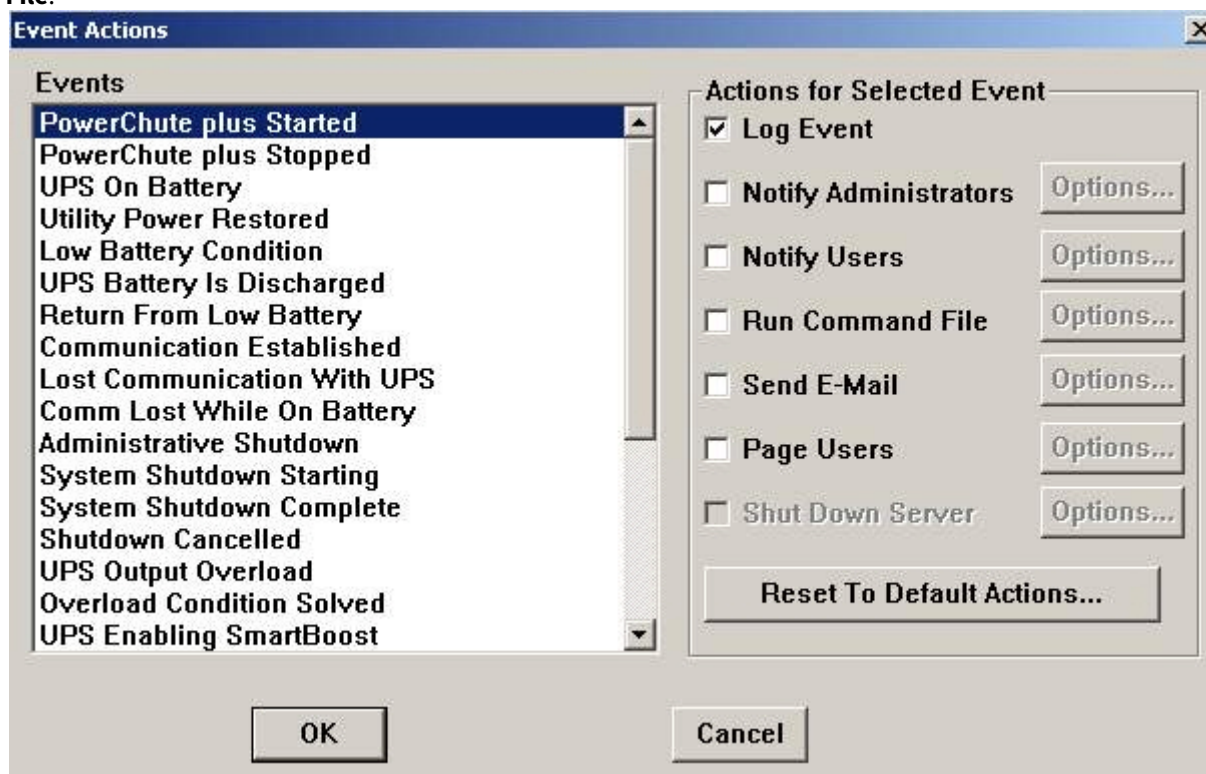 File.
Event Actions
Events
PowerChute plus Started
PowerChute plus Stopped
UPS On Battery
Utility Power Restored
Low Battery Condition
UPS Battery Is Discharged
Return From Low Battery
Communication Established
Lost Communication With UPS
Comm Lost While On Battery
Administrative Shutdown
System Shutdown Starting
System Shutdown Complete
Shutdown Cancelled
UPS Output Overload
Overload Condition Solved
UPS Enabling SmartBoost
Actions for Selected Event
Log Event
Notify Administrators Options...
Notify Users Options...
Run Command File Options...
Send E-Mail Options...
Page Users Options...
Shut Down Server Options...
Reset To Default Actions...
OK
Cancel